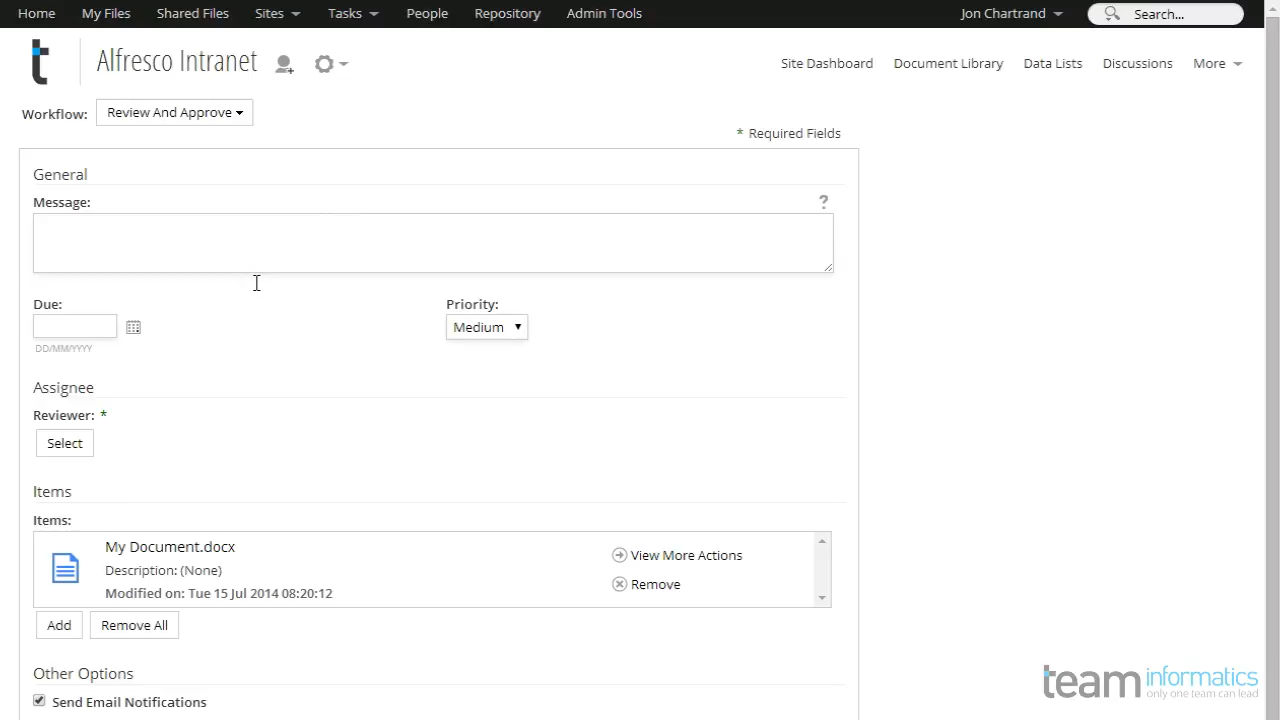 Home My Files Shared Files Sites Tasks People Repository Admin Tools Jon Chartrand Search...
t Alfresco Intranet Site Dashboard Document Library Data Lists Discussions More
Workflow: Review And Approve
* Required Fields
General
Message: ?
Due: Priority:
Medium
DD/MM/YYYY
Assignee
Reviewer: *
Select
Items
Items:
My Document.docx
Description: (None)
Modified on: Tue 15 Jul 2014 08:20:12
View More Actions
Remove
Add Remove All
Other Options
Send Email Notifications
team informatics
only one team can lead